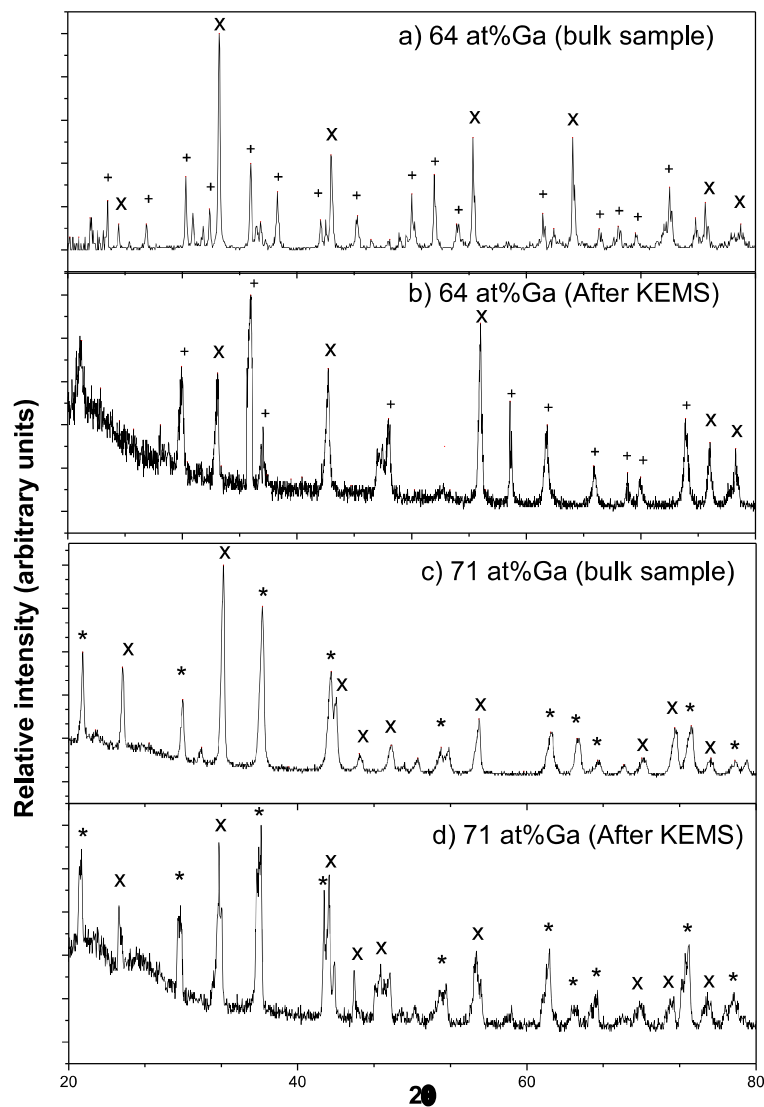 a) 64 at%Ga (bulk sample)
x
+ x + + + + + + x + + + x + x + + + + x x
b) 64 at%Ga (After KEMS)
+ x + + x + x + + + + + + x x
Relative intensity (arbitrary units)
c) 71 at%Ga (bulk sample)
* x * x * * x x x * x * * * x x * x *
d) 71 at%Ga (After KEMS)
* x * x * * x x x * x * * * x x * x *
20 40 60 80